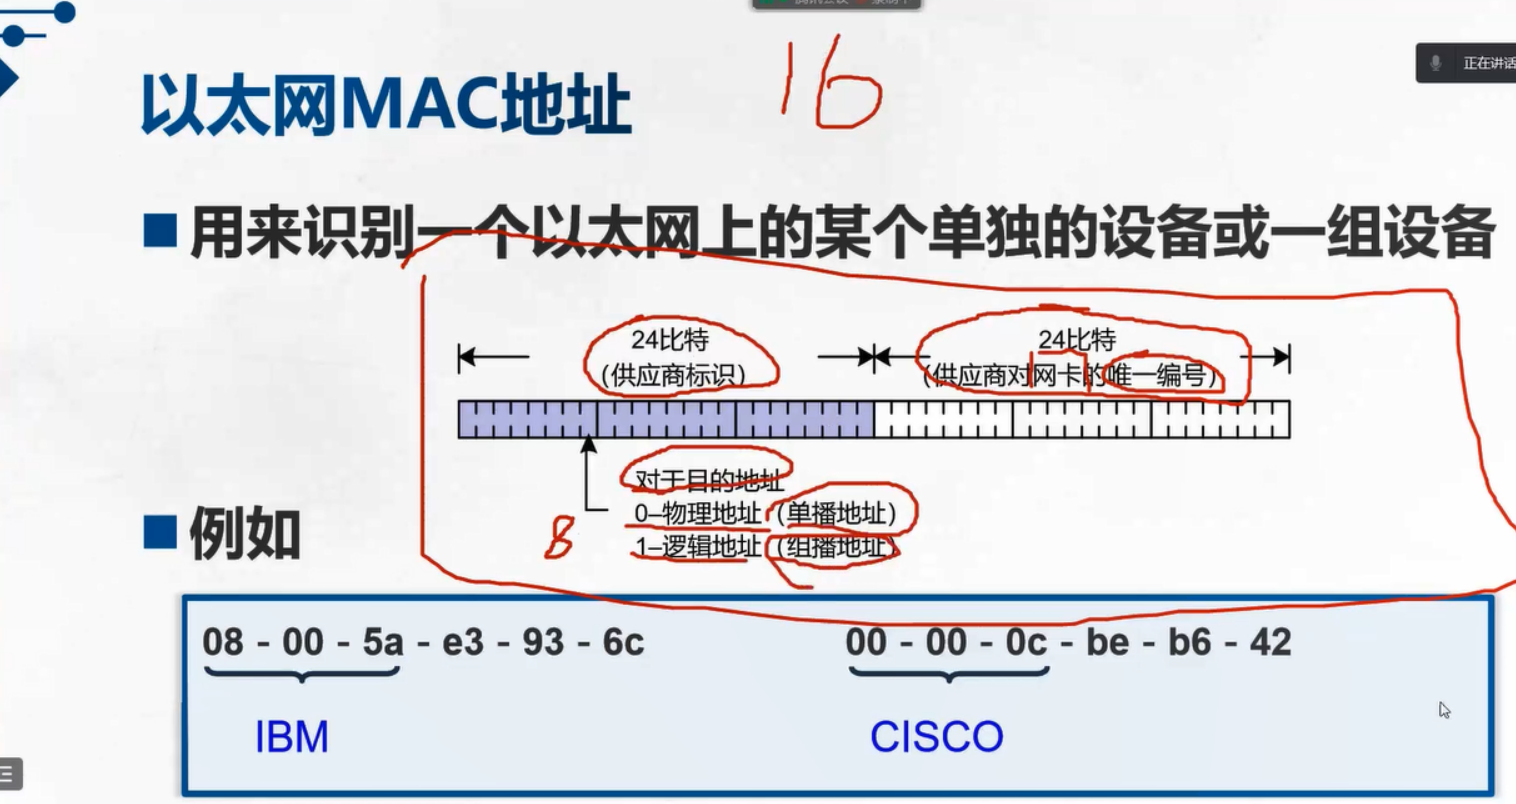 16
正在讲话
以太网MAC地址
用来识别一个以太网上的某个单独的设备或一组设备
24比特 24比特
(供应商标识) (供应商对网卡的唯一编号)
对于目的地址
0–物理地址 (单播地址)
8
1–逻辑地址 (组播地址)
例如
08 - 00 - 5a - e3 - 93 - 6c 00 - 00 - 0c - be - b6 - 42
IBM CISCO